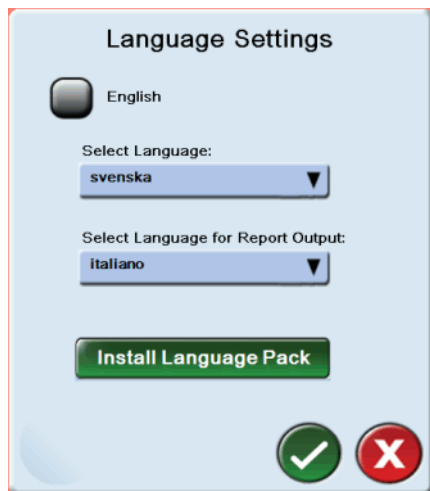 Language Settings
English
Select Language:
svenska
Select Language for Report Output:
italiano
Install Language Pack
X